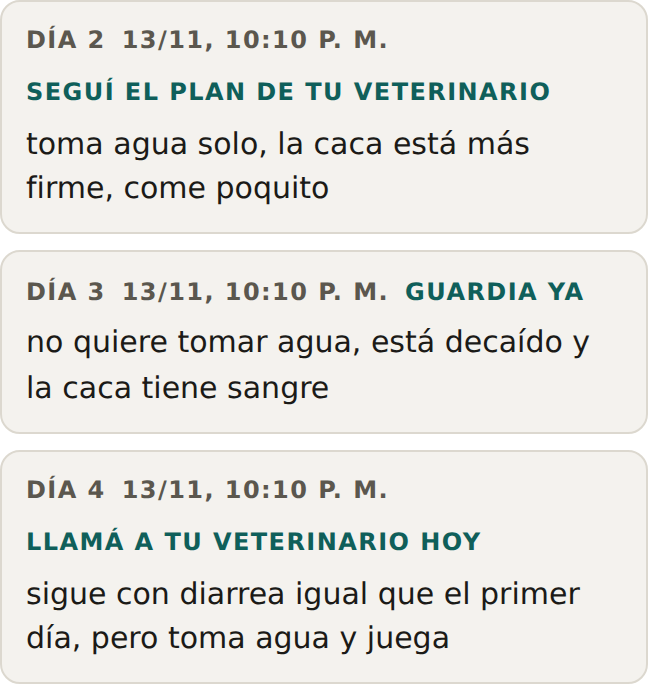 DÍA 2 13/11, 10:10 P. M.
SEGUÍ EL PLAN DE TU VETERINARIO
toma agua solo, la caca está más
firme, come poquito
DÍA 3 13/11, 10:10 P. M. GUARDIA YA
no quiere tomar agua, está decaído y
la caca tiene sangre
DÍA 4 13/11, 10:10 P. M.
LLAMÁ A TU VETERINARIO HOY
sigue con diarrea igual que el primer
día, pero toma agua y juega